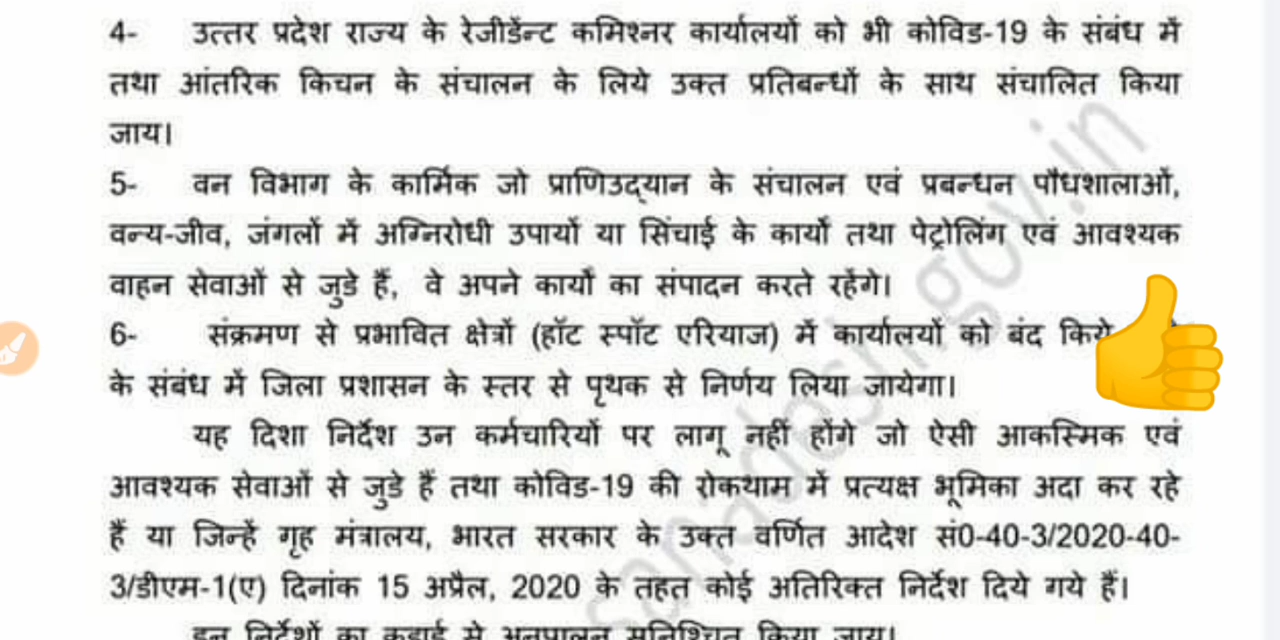 4- उत्तर प्रदेश राज्य के रेजीडेंन्ट कमिश्नर कार्यालयों को भी कोविड-19 के संबंध में
तथा आंतरिक किचन के संचालन के लिये उक्त प्रतिबन्धों के साथ संचालित किया
जाय।
5- वन विभाग के कार्मिक जो प्राणिउद्यान के संचालन एवं प्रबन्धन पौधशालाओं,
वन्य-जीव, जंगलों में अग्निरोधी उपायों या सिंचाई के कार्यों तथा पेट्रोलिंग एवं आवश्यक
वाहन सेवाओं से जुडे हैं, वे अपने कार्यों का संपादन करते रहेंगे।
6- संक्रमण से प्रभावित क्षेत्रों (हॉट स्पॉट एरियाज) में कार्यालयों को बंद किये
के संबंध में जिला प्रशासन के स्तर से पृथक से निर्णय लिया जायेगा।
यह दिशा निर्देश उन कर्मचारियों पर लागू नहीं होंगे जो ऐसी आकस्मिक एवं
आवश्यक सेवाओं से जुडे हैं तथा कोविड-19 की रोकथाम में प्रत्यक्ष भूमिका अदा कर रहे
हैं या जिन्हें गृह मंत्रालय, भारत सरकार के उक्त वर्णित आदेश सं0-40-3/2020-40-
3/डीएम-1(ए) दिनांक 15 अप्रैल, 2020 के तहत कोई अतिरिक्त निर्देश दिये गये हैं।
इन निर्देशों का कड़ाई से अनुपालन सुनिश्चित किया जाय।